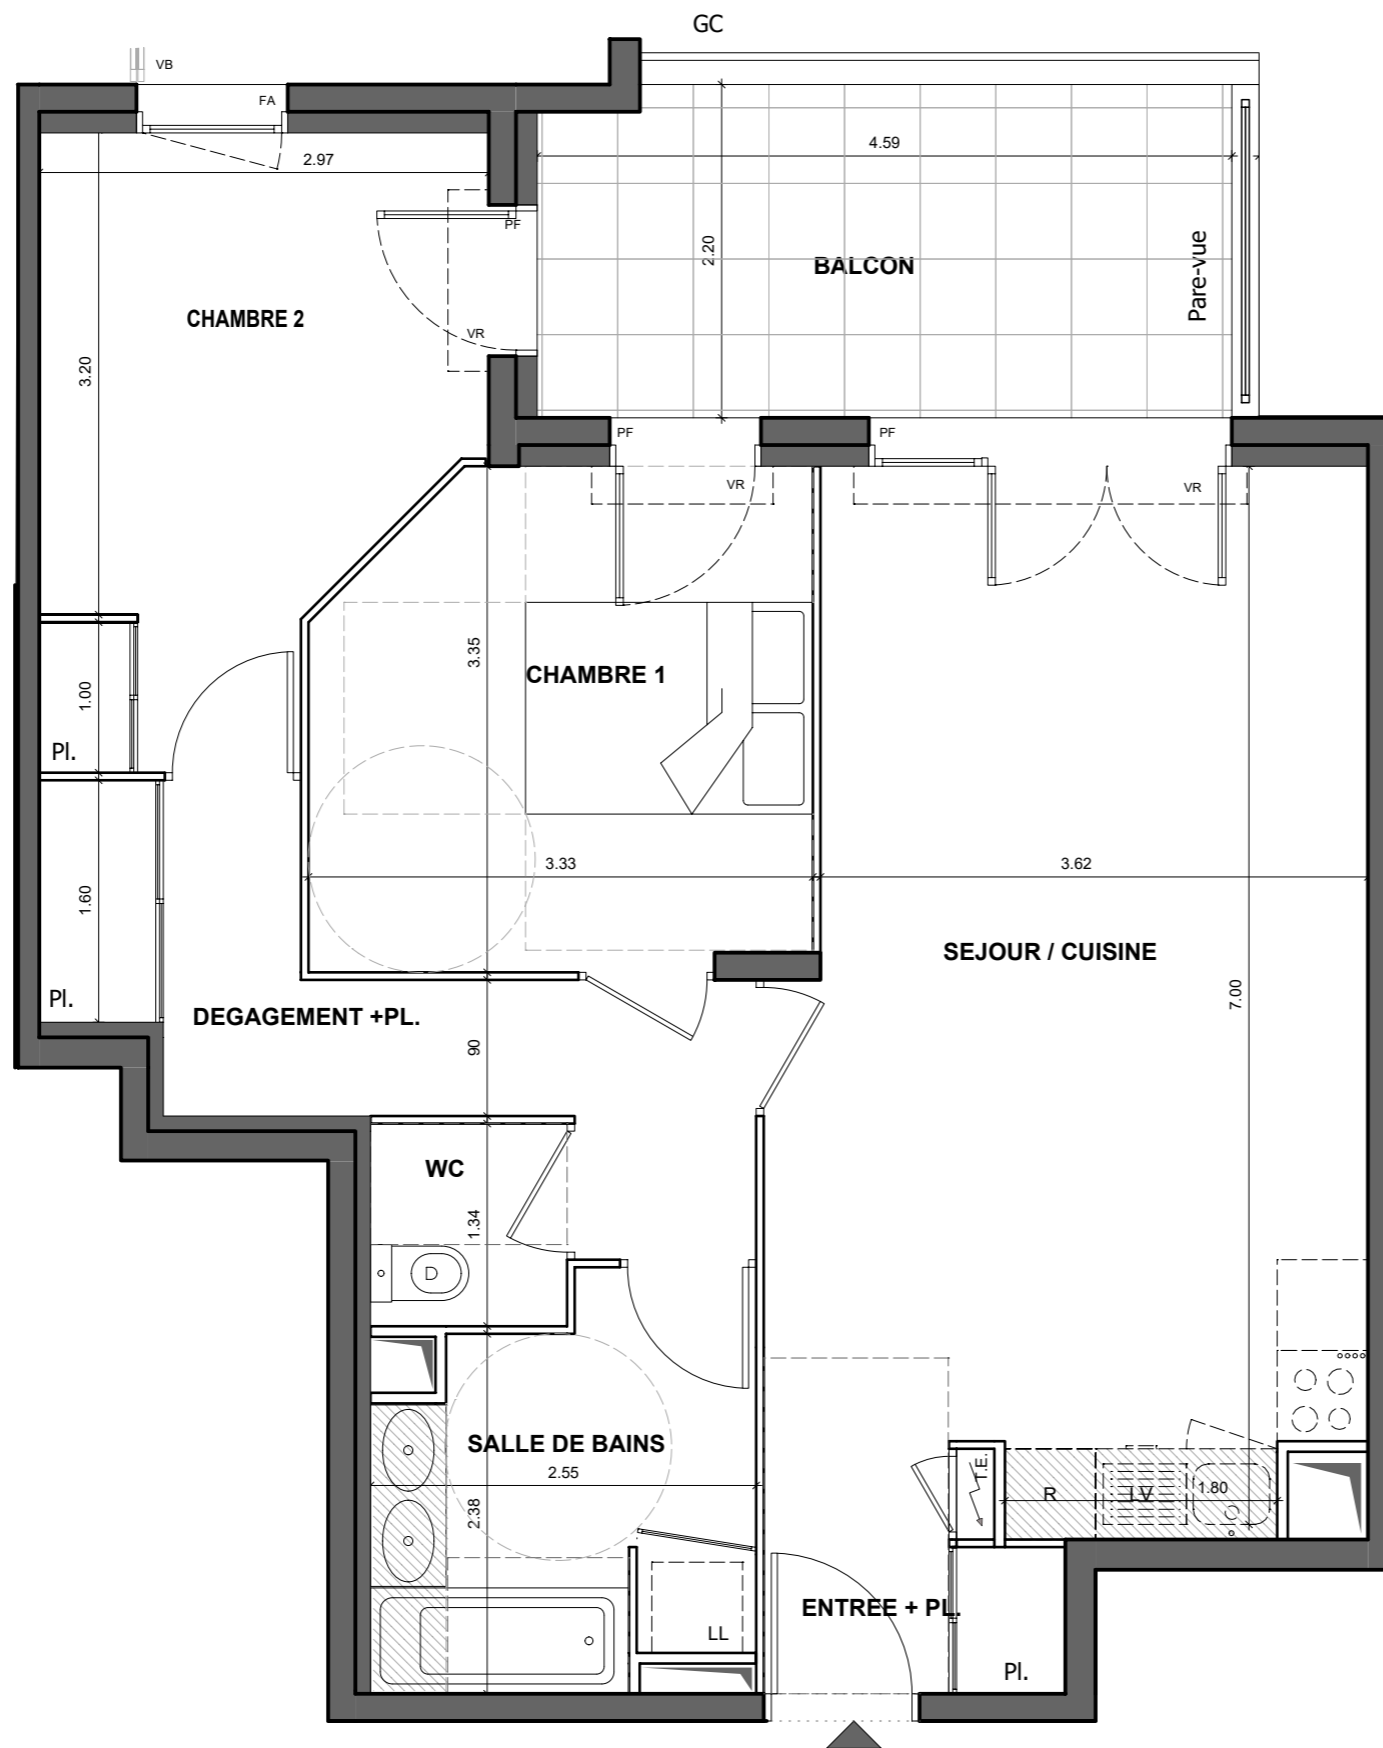 GC
VB
FA
2.97
4.59
PF
2.20
BALCON
Pare-vue
CHAMBRE 2
VR
3.20
PF
PF
VR
VR
3.35
CHAMBRE 1
1.00
Pl.
3.33
3.62
1.60
SEJOUR / CUISINE
7.00
Pl.
DEGAGEMENT +PL.
90
WC
1.34
D
SALLE DE BAINS
2.55
2.38
T.E.
R
LV
1.80
ENTREE + PL.
LL
Pl.